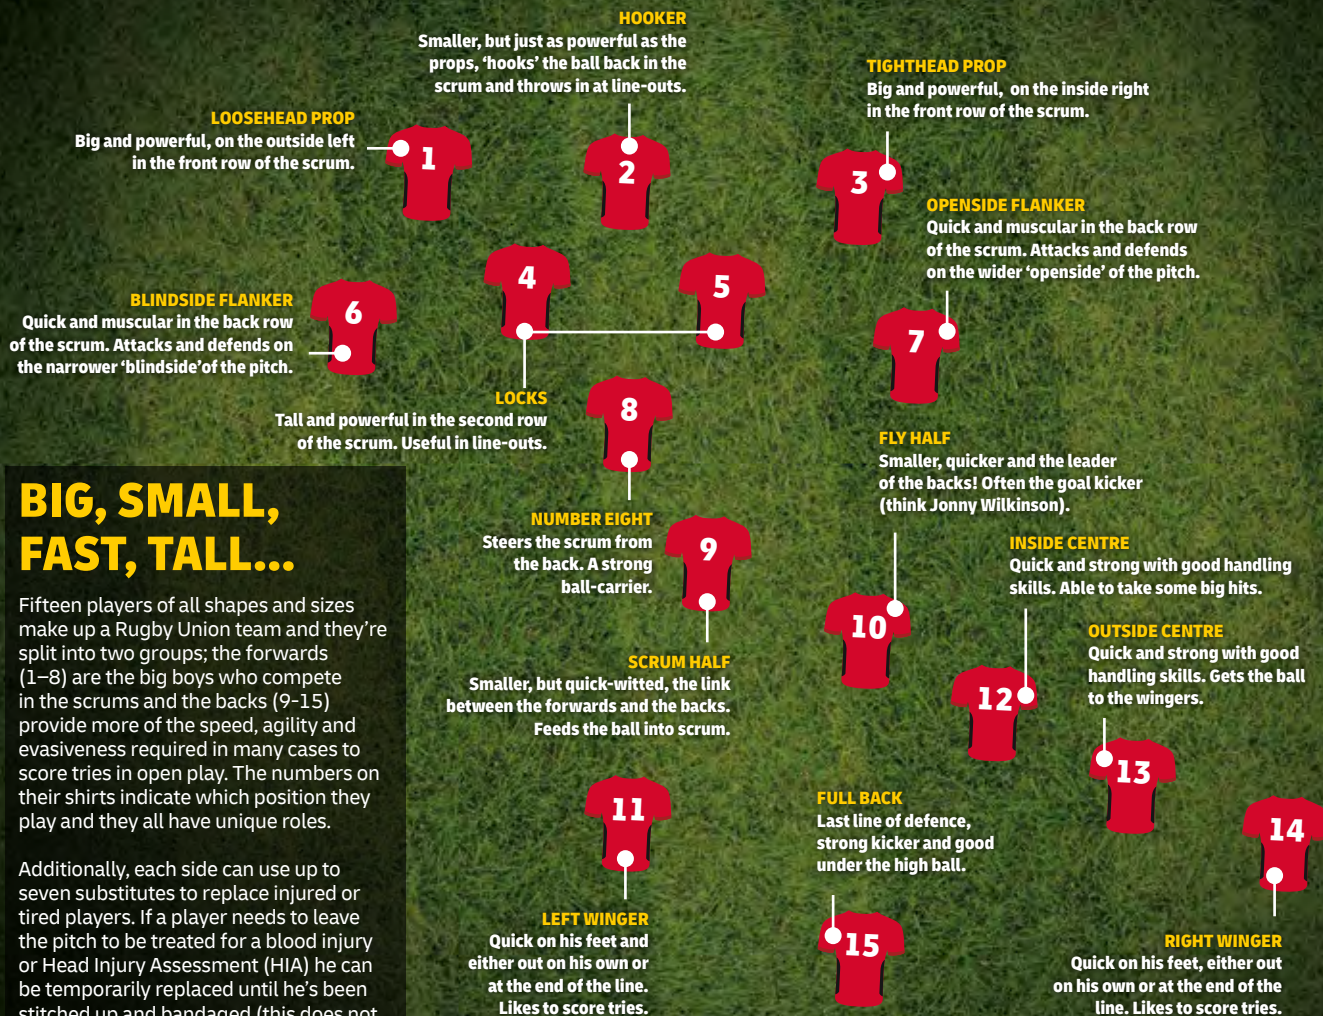 HOOKER
Smaller, but just as powerful as the
props, ‘hooks’ the ball back in the
scrum and throws in at line-outs.
TIGHTHEAD PROP
Big and powerful, on the inside right
in the front row of the scrum.
LOOSEHEAD PROP
Big and powerful, on the outside left
in the front row of the scrum.
1
2
3
OPENSIDE FLANKER
Quick and muscular in the back row
of the scrum. Attacks and defends
on the wider ‘openside’ of the pitch.
4
5
BLINDSIDE FLANKER
Quick and muscular in the back row
of the scrum. Attacks and defends on
the narrower ‘blindside’of the pitch.
6
7
LOCKS
Tall and powerful in the second row
of the scrum. Useful in line-outs.
8
FLY HALF
Smaller, quicker and the leader
of the backs! Often the goal kicker
(think Jonny Wilkinson).
NUMBER EIGHT
Steers the scrum from
the back. A strong
ball-carrier.
9
INSIDE CENTRE
Quick and strong with good handling
skills. Able to take some big hits.
10
OUTSIDE CENTRE
Quick and strong with good
handling skills. Gets the ball
to the wingers.
SCRUM HALF
Smaller, but quick-witted, the link
between the forwards and the backs.
Feeds the ball into scrum.
12
13
11
FULL BACK
Last line of defence,
strong kicker and good
under the high ball.
14
LEFT WINGER
Quick on his feet and
either out on his own or
at the end of the line.
Likes to score tries.
15
RIGHT WINGER
Quick on his feet, either out
on his own or at the end of the
line. Likes to score tries.
BIG, SMALL,
FAST, TALL...
Fifteen players of all shapes and sizes
make up a Rugby Union team and they’re
split into two groups; the forwards
(1–8) are the big boys who compete
in the scrums and the backs (9-15)
provide more of the speed, agility and
evasiveness required in many cases to
score tries in open play. The numbers on
their shirts indicate which position they
play and they all have unique roles.
Additionally, each side can use up to
seven substitutes to replace injured or
tired players. If a player needs to leave
the pitch to be treated for a blood injury
or Head Injury Assessment (HIA) he can
be temporarily replaced until he’s been
stitched up and bandaged (this does not